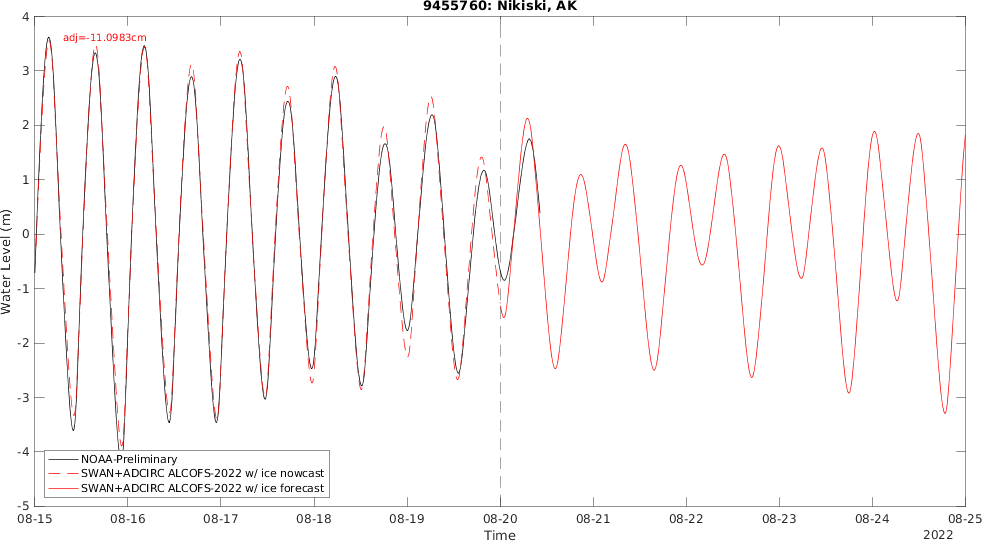 9455760: Nikiski, AK
adj=-11.0983cm
4
3
2
1
0
-1
-2
-3
-4
-5
Water Level (m)
NOAA-Preliminary
SWAN+ADCIRC ALCOFS-2022 w/ ice nowcast
SWAN+ADCIRC ALCOFS-2022 w/ ice forecast
08-15 08-16 08-17 08-18 08-19 08-20 08-21 08-22 08-23 08-24 08-25
Time
2022